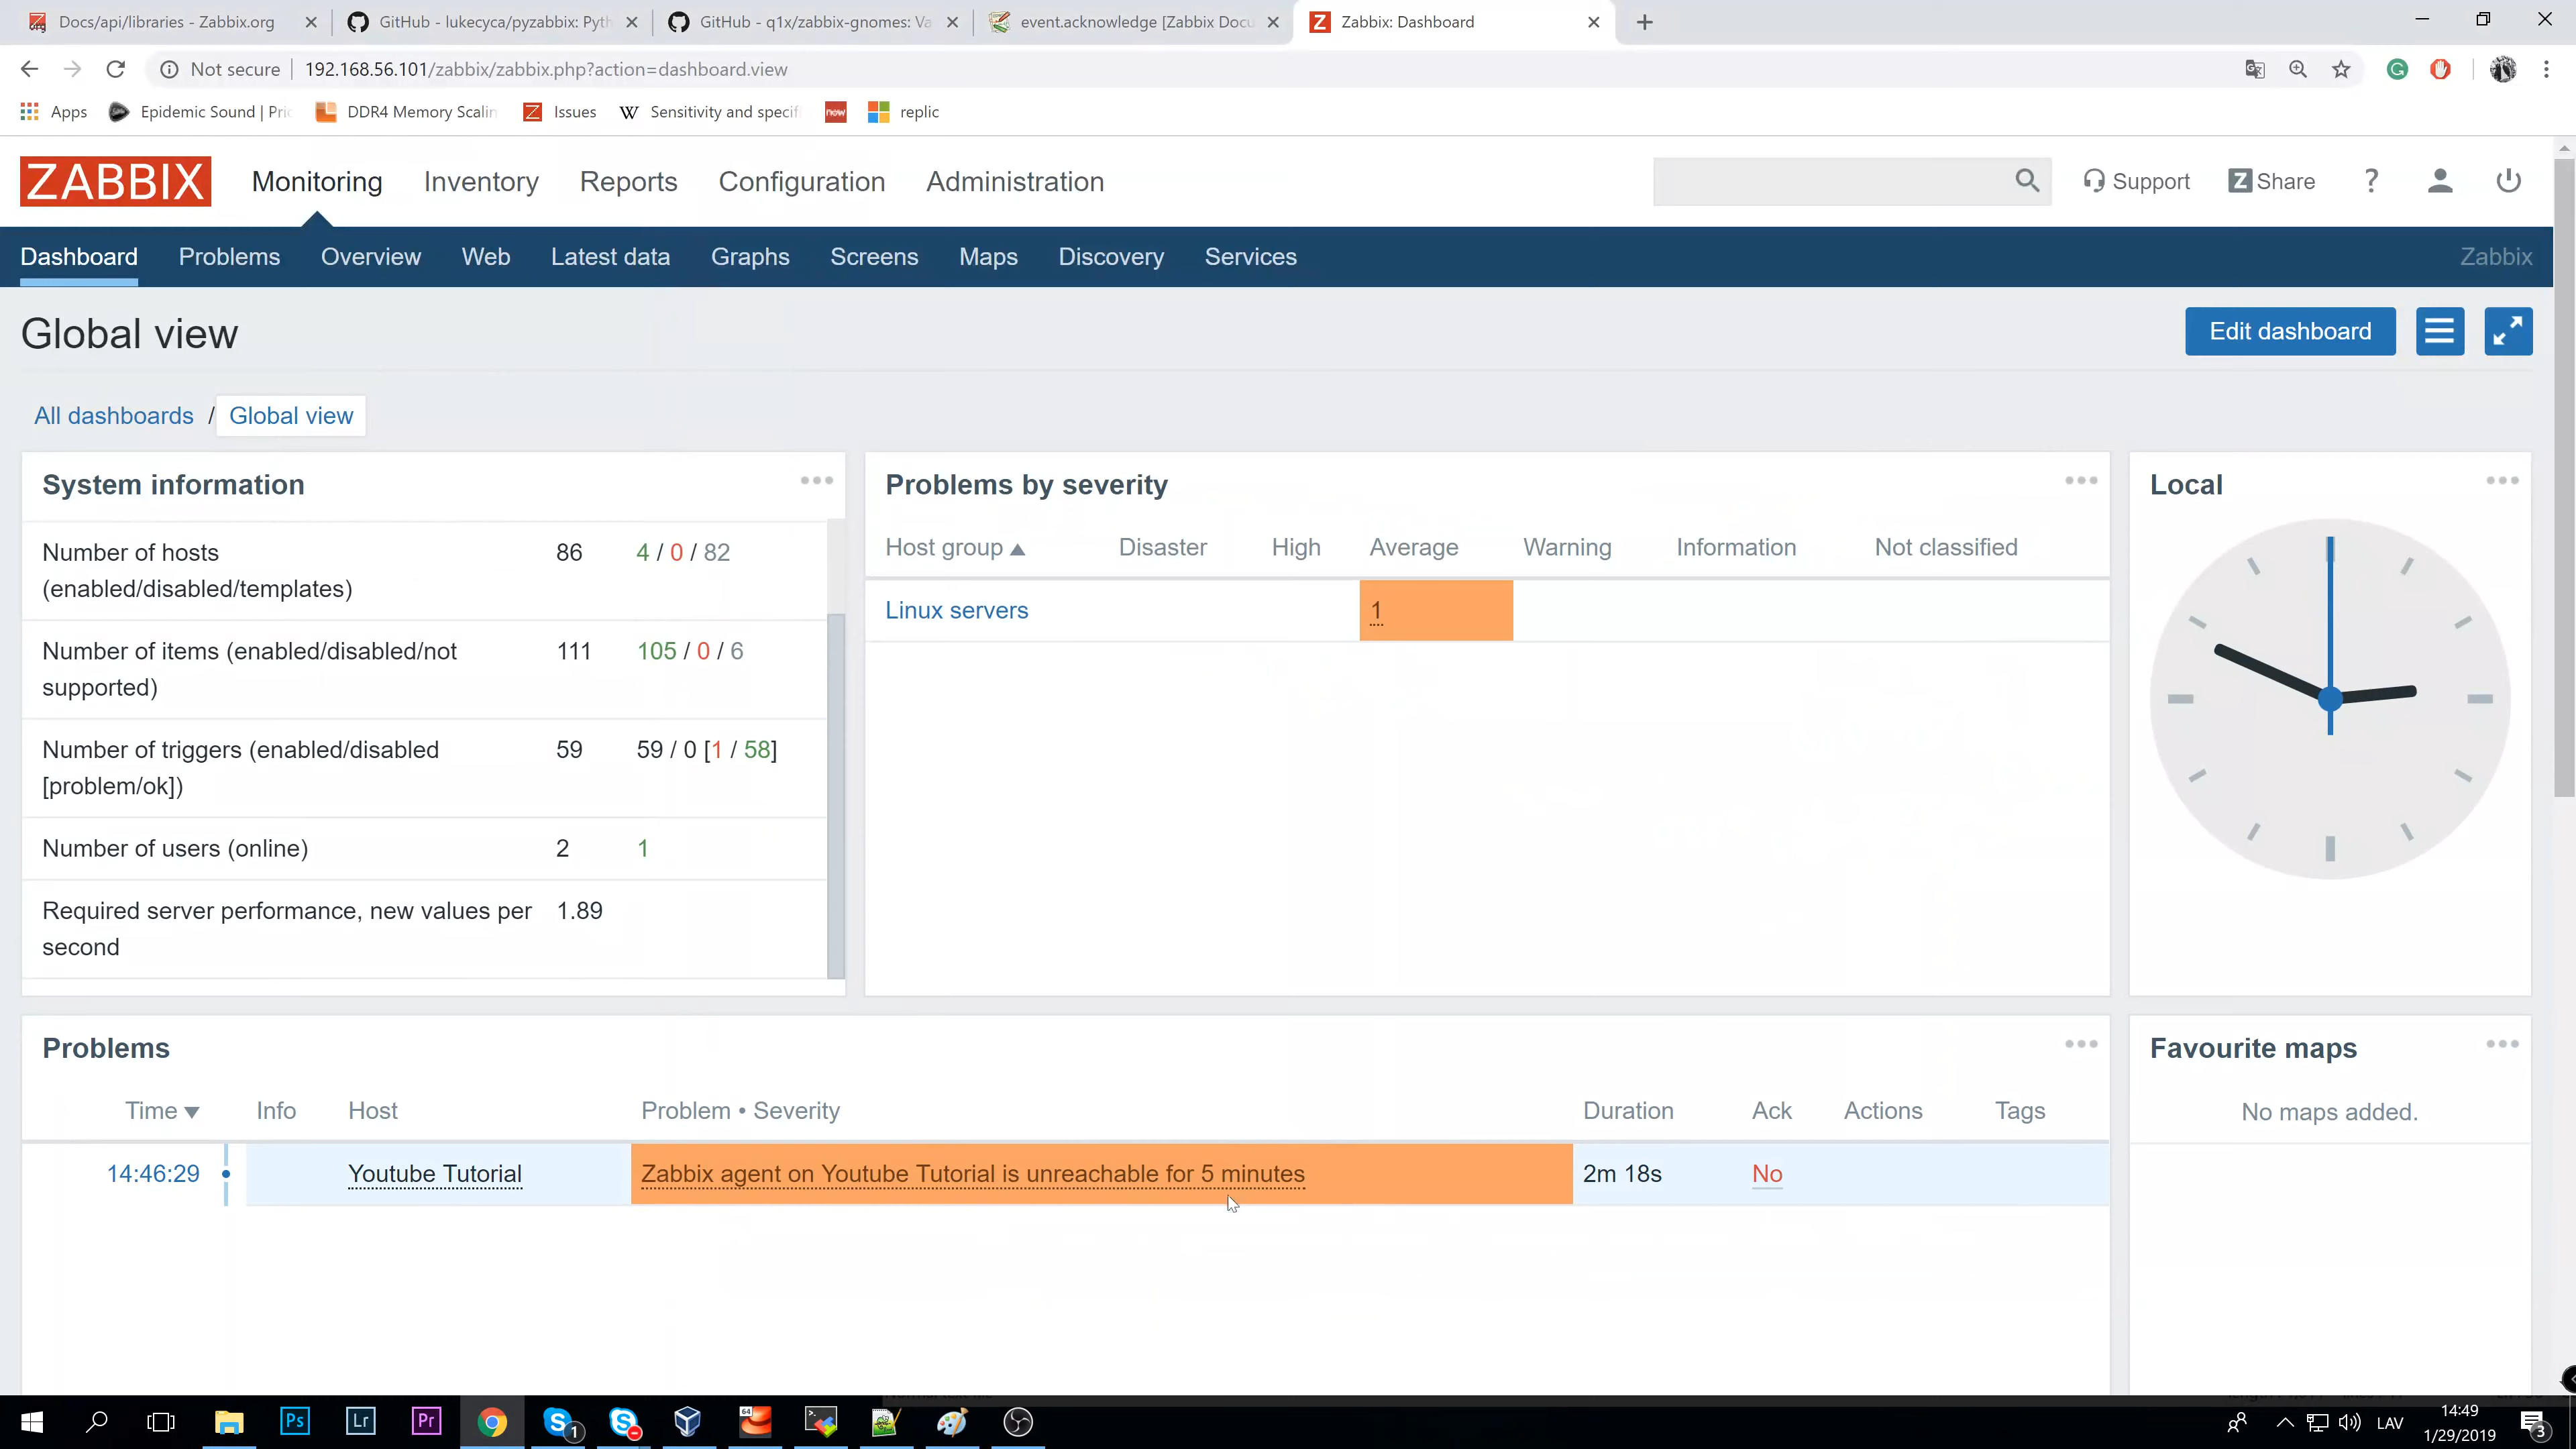 Docs/api/libraries - Zabbix.org
GitHub - lukecyca/pyzabbix: Pyth
GitHub - q1x/zabbix-gnomes: Va
event.acknowledge [Zabbix Docu
Zabbix: Dashboard
Not secure
192.168.56.101/zabbix/zabbix.php?action=dashboard.view
Apps
Epidemic Sound | Pric
DDR4 Memory Scalin
Issues
Sensitivity and specifi
now
replic
ZABBIX
Monitoring
Inventory
Reports
Configuration
Administration
Support
Z Share
?
Dashboard
Problems
Overview
Web
Latest data
Graphs
Screens
Maps
Discovery
Services
Zabbix
Global view
Edit dashboard
All dashboards / Global view
System information
Number of hosts 86 4 / 0 / 82
(enabled/disabled/templates)
Number of items (enabled/disabled/not 111 105 / 0 / 6
supported)
Number of triggers (enabled/disabled 59 59 / 0 [1 / 58]
[problem/ok])
Number of users (online) 2 1
Required server performance, new values per 1.89
second
Problems by severity
Host group ▲ Disaster High Average Warning Information Not classified
Linux servers 1
Local
Problems
Time ▼ Info Host Problem • Severity Duration Ack Actions Tags
14:46:29 Youtube Tutorial Zabbix agent on Youtube Tutorial is unreachable for 5 minutes 2m 18s No
Favourite maps
No maps added.
Ps
Lr
Pr
1
64
LAV
14:49
1/29/2019
3